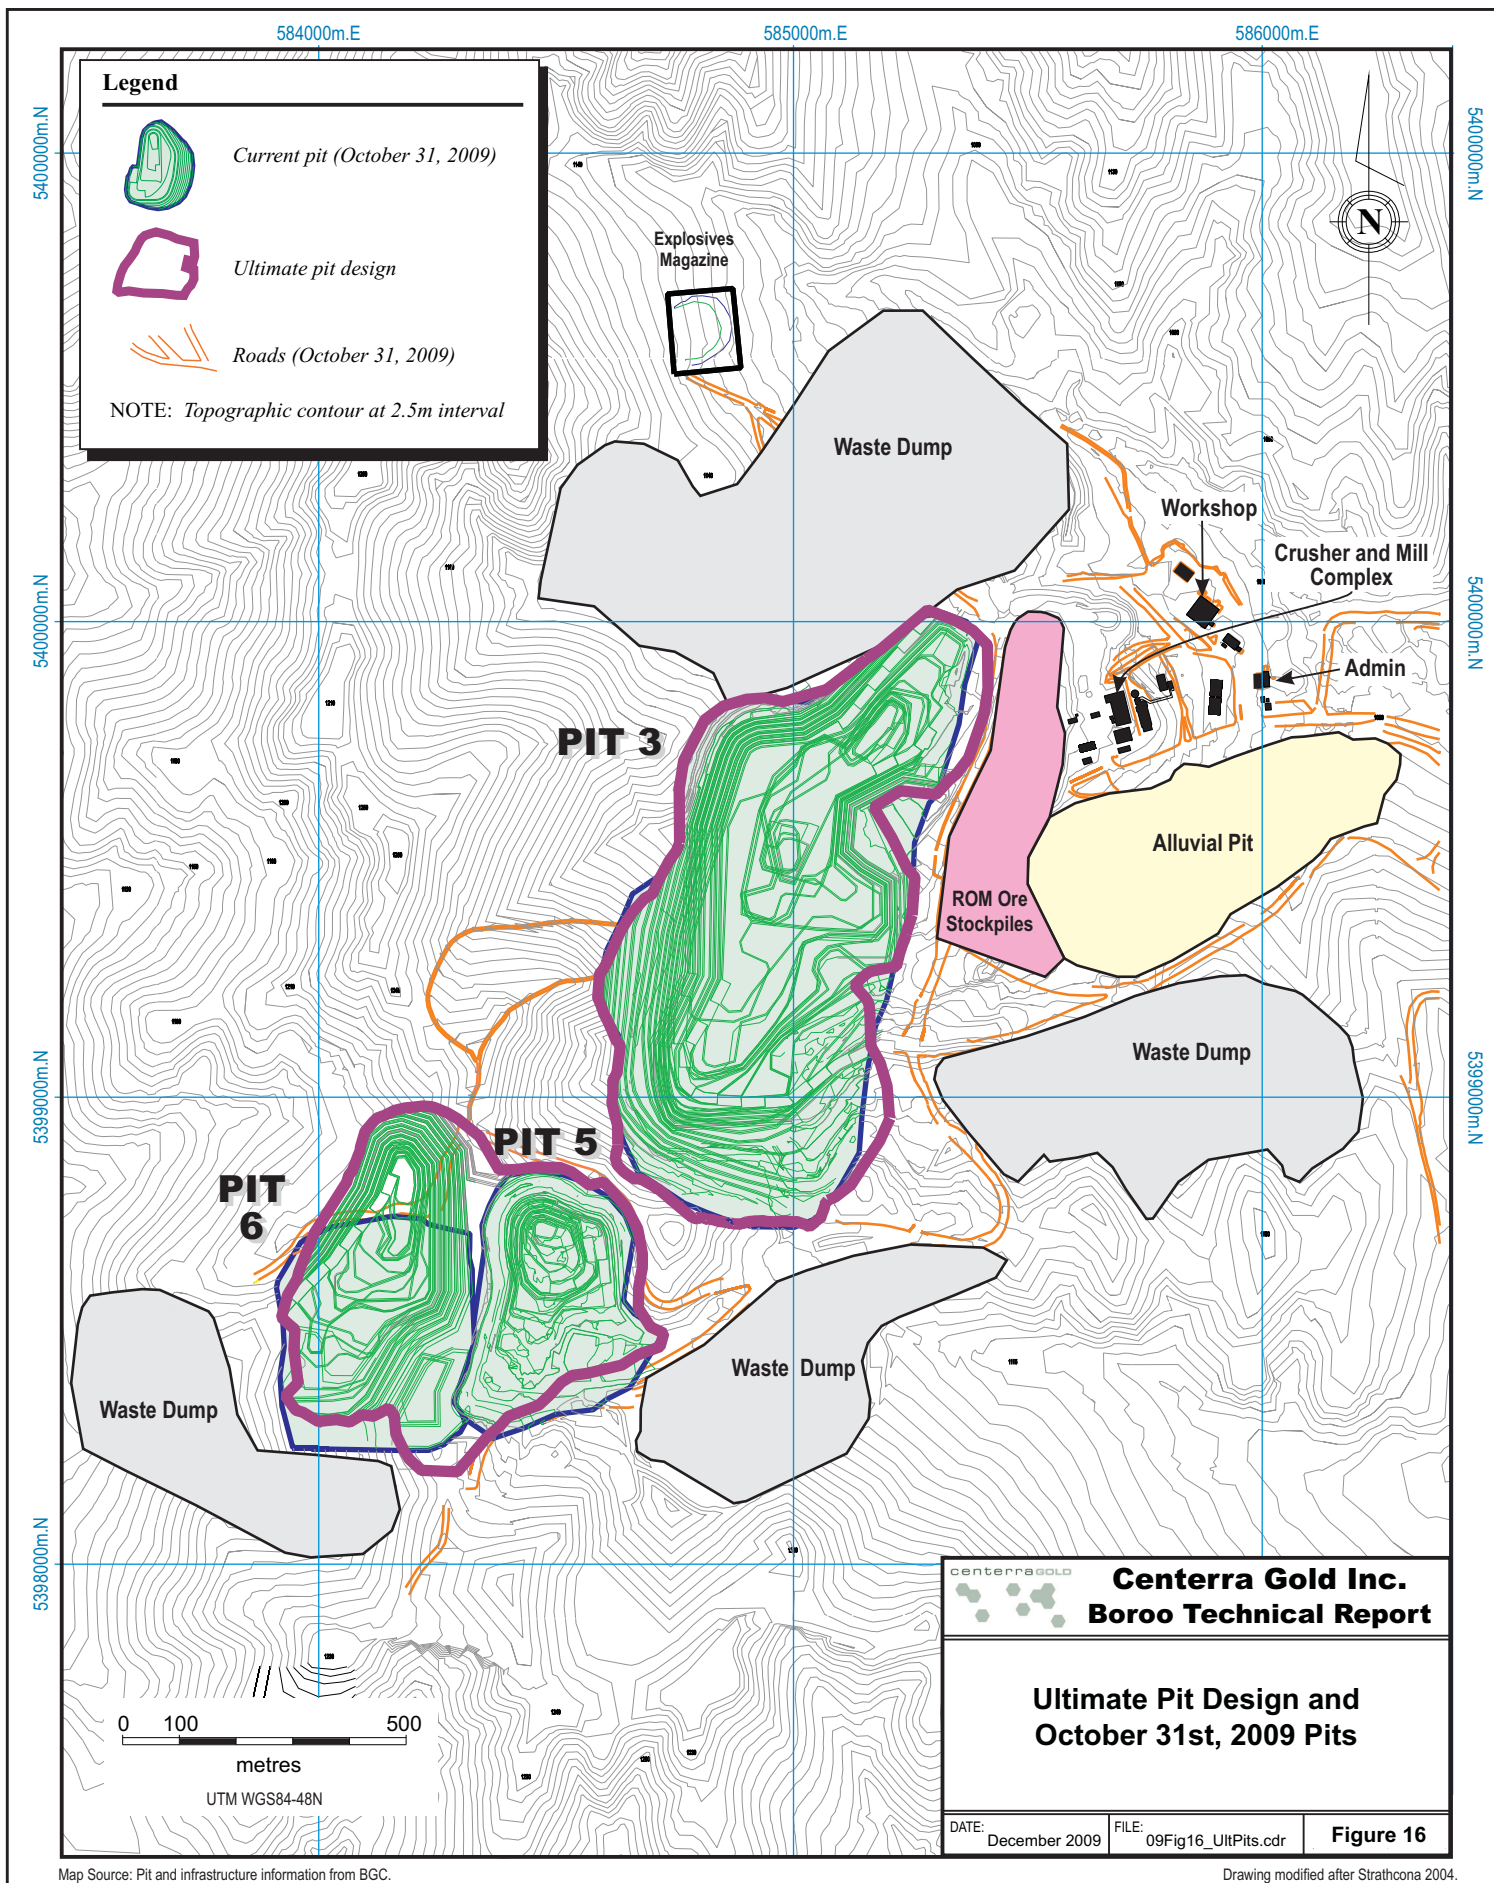 584000m.E
585000m.E
586000m.E
5400000m.N
5400000m.N
Legend
Current pit (October 31, 2009)
Ultimate pit design
Roads (October 31, 2009)
NOTE: Topographic contour at 2.5m interval
N
Explosives
Magazine
Waste Dump
Workshop
Crusher and Mill
Complex
5400000m.N
5400000m.N
Admin
PIT 3
Alluvial Pit
ROM Ore
Stockpiles
Waste Dump
5399000m.N
5399000m.N
PIT 5
PIT
6
Waste Dump
Waste Dump
5398000m.N
0 100 500
metres
UTM WGS84-48N
centerraGOLD
Centerra Gold Inc.
Boroo Technical Report
Ultimate Pit Design and
October 31st, 2009 Pits
DATE: December 2009
FILE: 09Fig16_UltPits.cdr
Figure 16
Map Source: Pit and infrastructure information from BGC.
Drawing modified after Strathcona 2004.